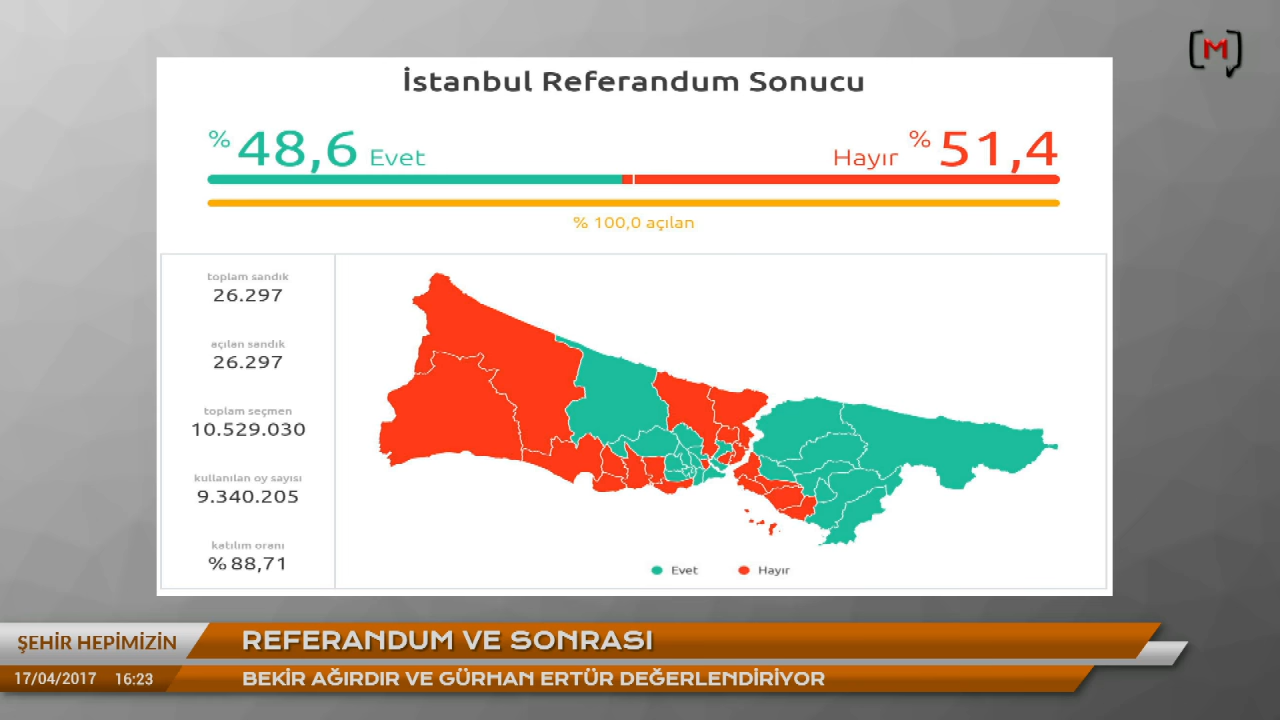 [M]
İstanbul Referandum Sonucu
% 48,6 Evet
Hayır % 51,4
% 100,0 açılan
toplam sandık
26.297
açılan sandık
26.297
toplam seçmen
10.529.030
kullanılan oy sayısı
9.340.205
katılım oranı
% 88,71
Evet
Hayır
ŞEHİR HEPİMİZİN
REFERANDUM VE SONRASI
17/04/2017 16:23
BEKİR AĞIRDIR VE GÜRHAN ERTÜR DEĞERLENDİRİYOR